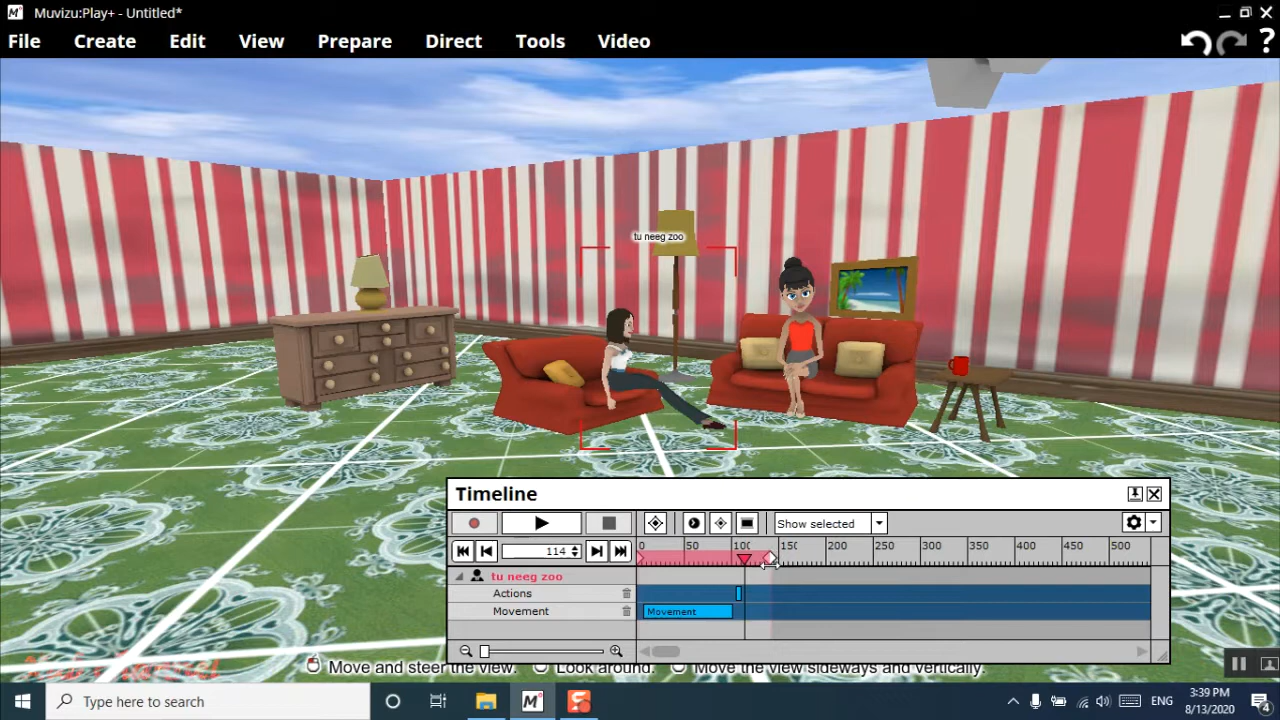 Muvizu:Play+ - Untitled*
File Create Edit View Prepare Direct Tools Video ?
tu neeg zoo
Timeline
Show selected
114
0 50 100 150 200 250 300 350 400 450 500
tu neeg zoo
Actions
Movement Movement
Move and steer the view. Look around. Move the view sideways and vertically.
Type here to search
ENG
3:39 PM
8/13/2020
4